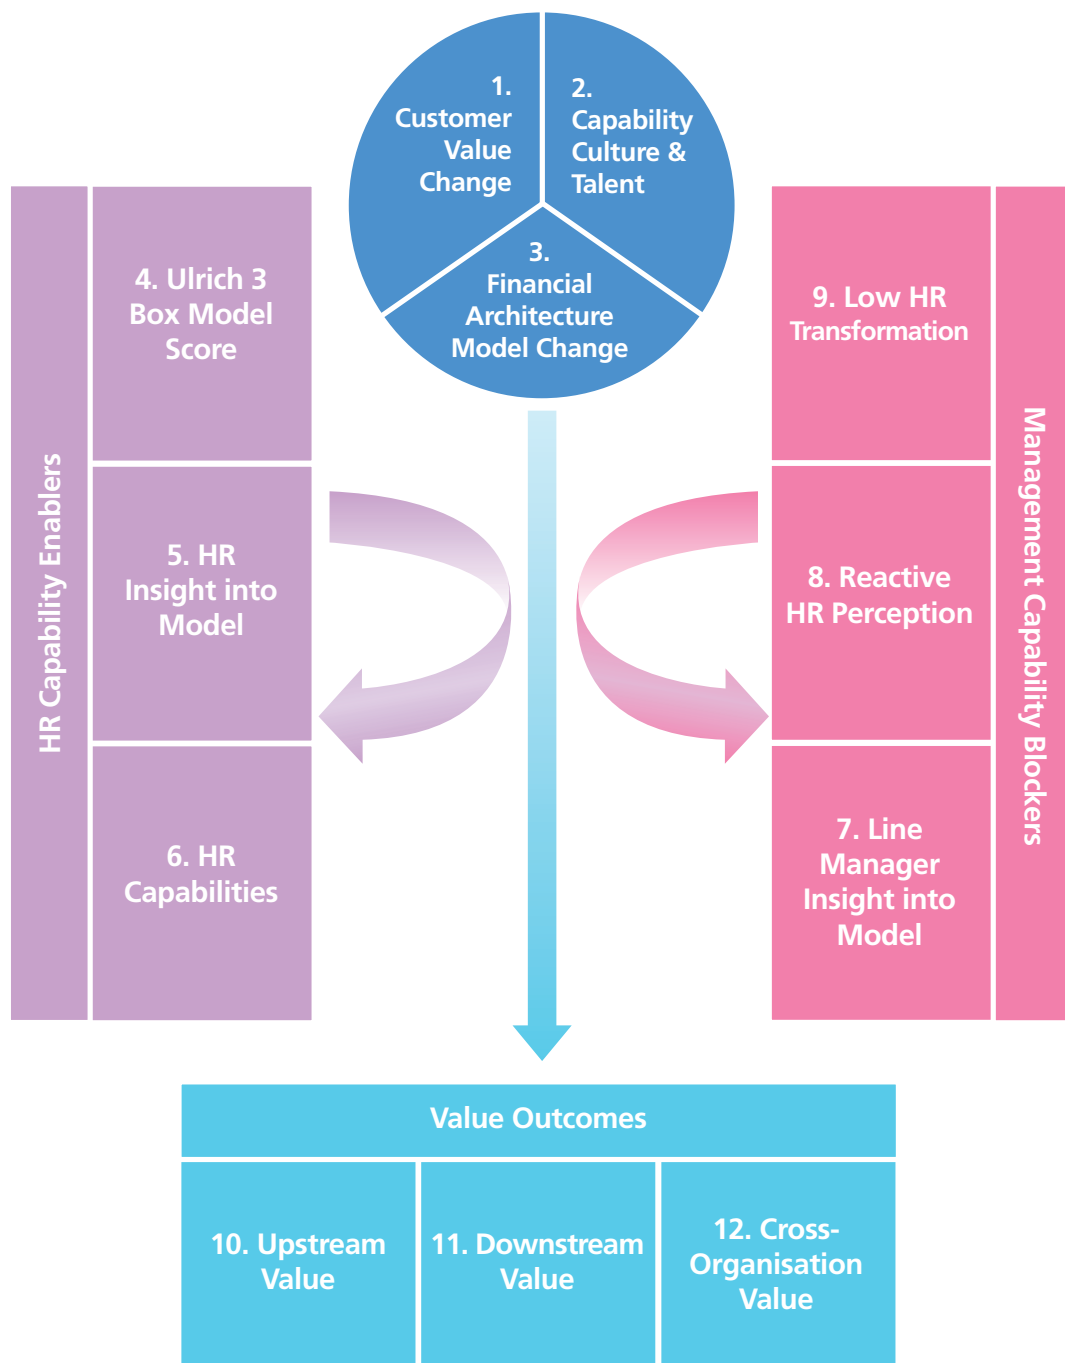 1.
Customer
Value
Change
2.
Capability
Culture &
Talent
3.
Financial
Architecture
Model Change
HR Capability Enablers
4. Ulrich 3
Box Model
Score
5. HR
Insight into
Model
6. HR
Capabilities
9. Low HR
Transformation
8. Reactive
HR Perception
7. Line
Manager
Insight into
Model
Management Capability Blockers
Value Outcomes
10. Upstream
Value
11. Downstream
Value
12. Cross-
Organisation
Value